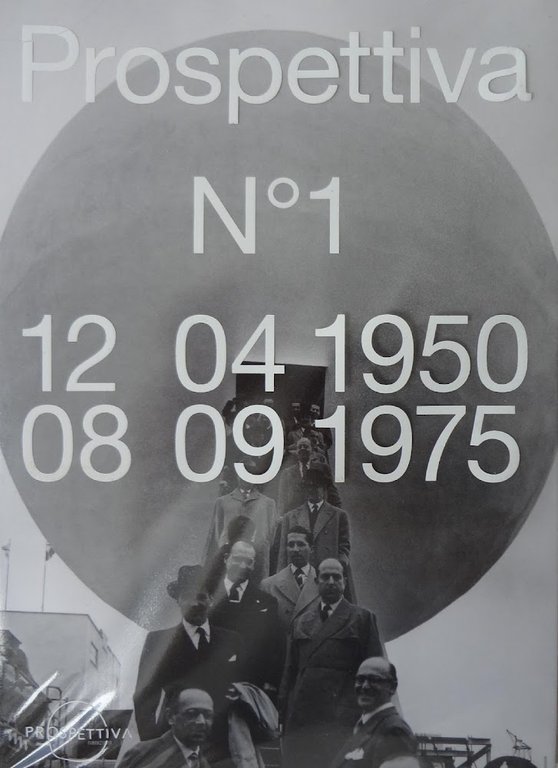 Prospettiva
N°1
12 04 1950
08 09 1975
PROSPETTIVA